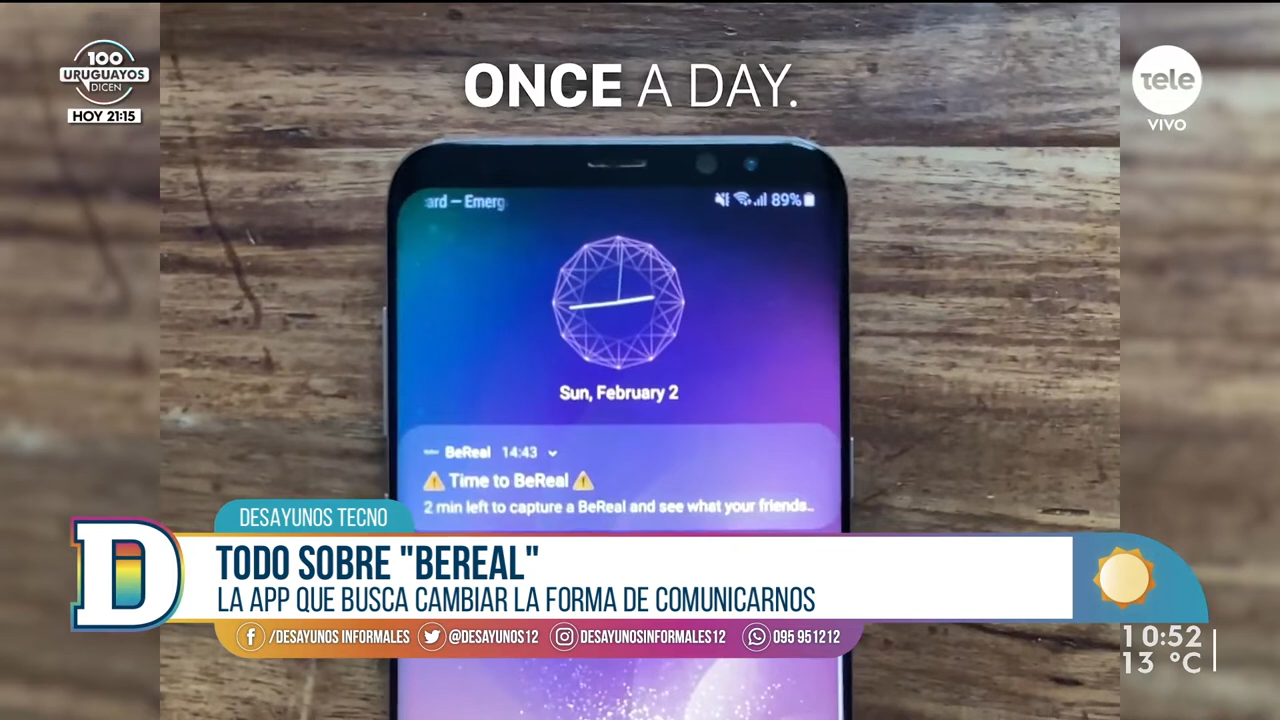 100
URUGUAYOS
DICEN
HOY 21:15
ONCE A DAY.
tele
VIVO
ard — Emerg
89%
Sun, February 2
BeReal 14:43
Time to BeReal
2 min left to capture a BeReal and see what your friends..
DESAYUNOS TECNO
D
TODO SOBRE "BEREAL"
LA APP QUE BUSCA CAMBIAR LA FORMA DE COMUNICARNOS
/DESAYUNOS INFORMALES @DESAYUNOS12 DESAYUNOSINFORMALES12 095 951212
10:52
13 °C